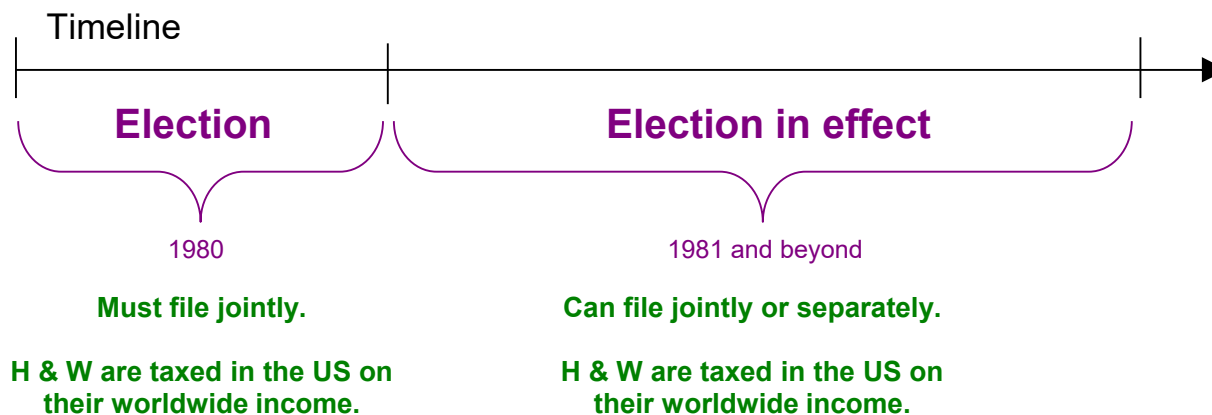 Timeline
Election
Election in effect
1980
1981 and beyond
Must file jointly.
Can file jointly or separately.
H & W are taxed in the US on
their worldwide income.
H & W are taxed in the US on
their worldwide income.